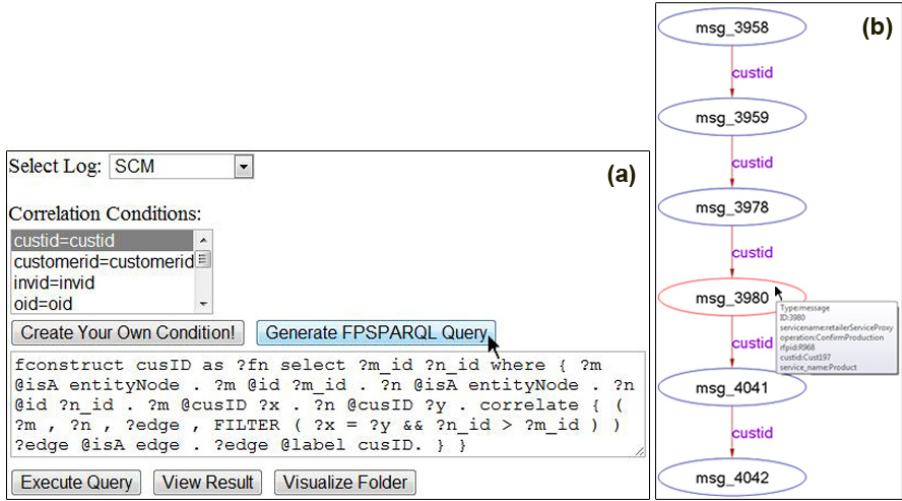 Select Log: SCM
(a)
Correlation Conditions:
custid=custid
customerid=customerid
invid=invid
oid=oid
Create Your Own Condition! Generate FPSPARQL Query
fconstruct cusID as ?fn select ?m_id ?n_id where { ?m
@isA entityNode . ?m @id ?m_id . ?n @isA entityNode . ?n
@id ?n_id . ?m @cusID ?x . ?n @cusID ?y . correlate { (
?m , ?n , ?edge , FILTER ( ?x = ?y && ?n_id > ?m_id ) )
?edge @isA edge . ?edge @label cusID. } }
Execute Query View Result Visualize Folder
(b)
msg_3958
custid
msg_3959
custid
msg_3978
custid
msg_3980
Type:message
ID:3980
servicename:retailerServiceProxy
operation:ConfirmProduction
rfpid:R968
custid:Cust197
service_name:Product
custid
msg_4041
custid
msg_4042